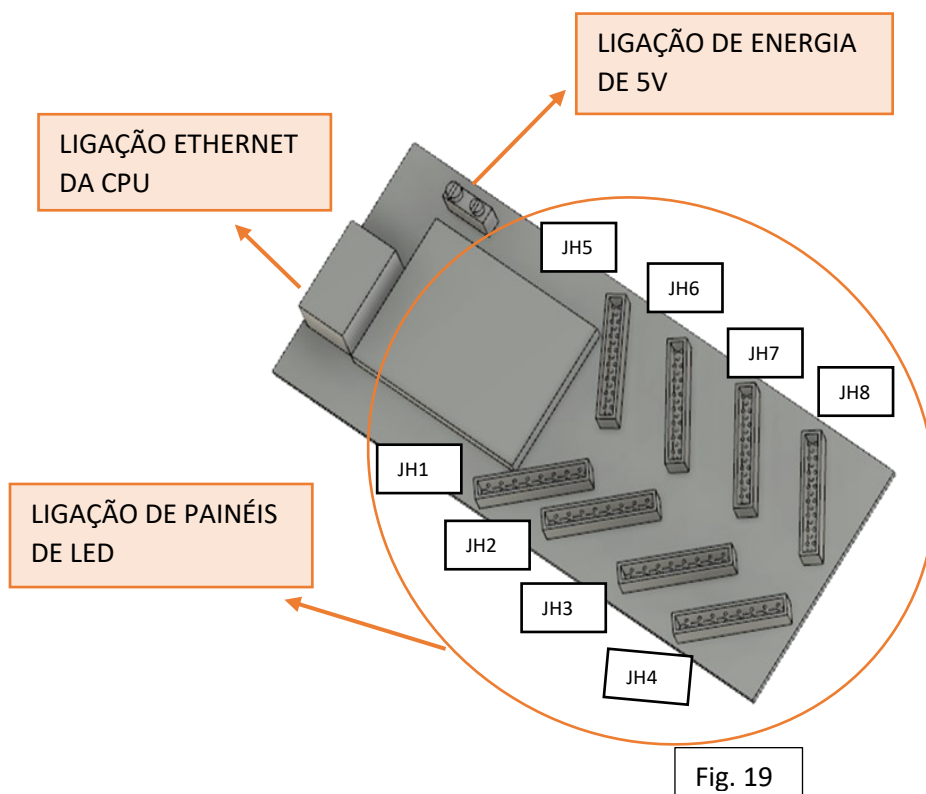 LIGAÇÃO DE ENERGIA
DE 5V
LIGAÇÃO ETHERNET
DA CPU
JH5
JH6
JH7
JH8
JH1
LIGAÇÃO DE PAINÉIS
DE LED
JH2
JH3
JH4
Fig. 19